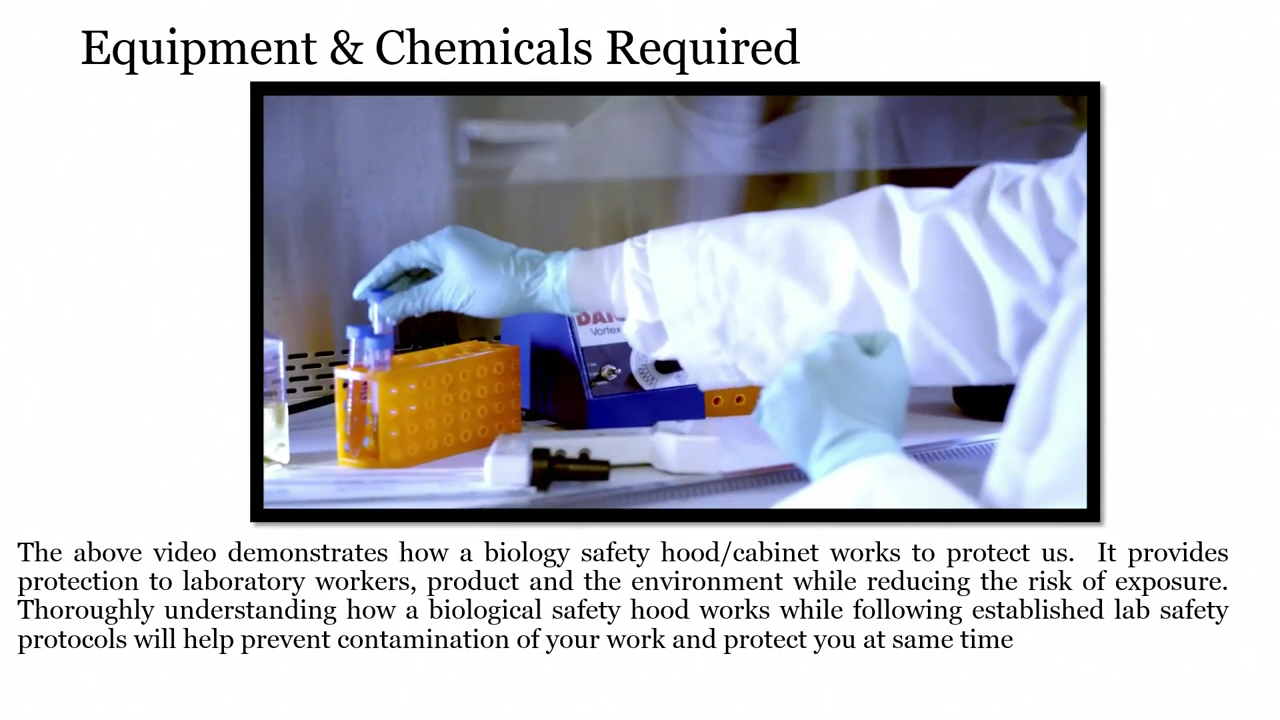 Equipment & Chemicals Required
Vortex
The above video demonstrates how a biology safety hood/cabinet works to protect us.  It provides
protection to laboratory workers, product and the environment while reducing the risk of exposure.
Thoroughly understanding how a biological safety hood works while following established lab safety
protocols will help prevent contamination of your work and protect you at same time